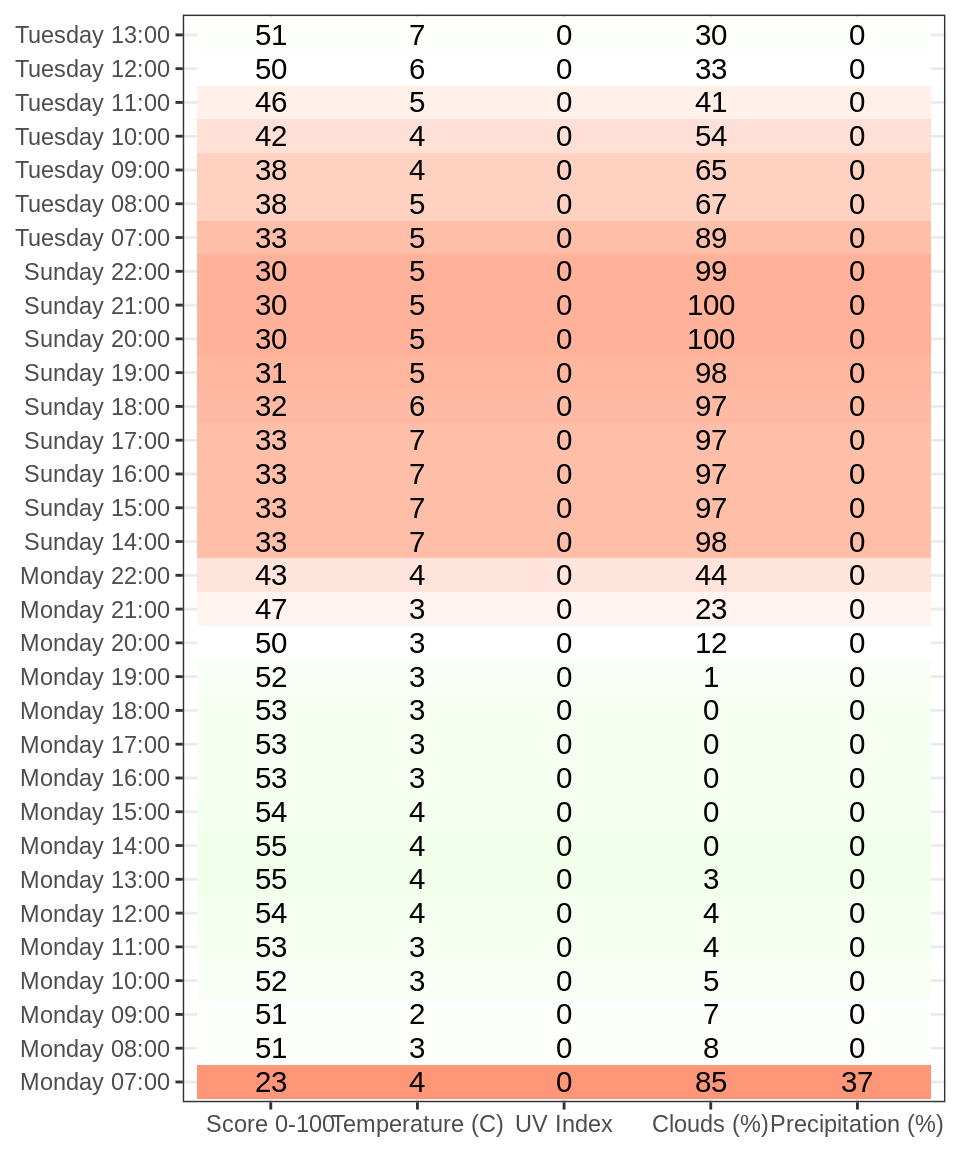 Tuesday 13:00 51 7 0 30 0
Tuesday 12:00 50 6 0 33 0
Tuesday 11:00 46 5 0 41 0
Tuesday 10:00 42 4 0 54 0
Tuesday 09:00 38 4 0 65 0
Tuesday 08:00 38 5 0 67 0
Tuesday 07:00 33 5 0 89 0
Sunday 22:00 30 5 0 99 0
Sunday 21:00 30 5 0 100 0
Sunday 20:00 30 5 0 100 0
Sunday 19:00 31 5 0 98 0
Sunday 18:00 32 6 0 97 0
Sunday 17:00 33 7 0 97 0
Sunday 16:00 33 7 0 97 0
Sunday 15:00 33 7 0 97 0
Sunday 14:00 33 7 0 98 0
Monday 22:00 43 4 0 44 0
Monday 21:00 47 3 0 23 0
Monday 20:00 50 3 0 12 0
Monday 19:00 52 3 0 1 0
Monday 18:00 53 3 0 0 0
Monday 17:00 53 3 0 0 0
Monday 16:00 53 3 0 0 0
Monday 15:00 54 4 0 0 0
Monday 14:00 55 4 0 0 0
Monday 13:00 55 4 0 3 0
Monday 12:00 54 4 0 4 0
Monday 11:00 53 3 0 4 0
Monday 10:00 52 3 0 5 0
Monday 09:00 51 2 0 7 0
Monday 08:00 51 3 0 8 0
Monday 07:00 23 4 0 85 37
Score 0-100 Temperature (C) UV Index Clouds (%) Precipitation (%)